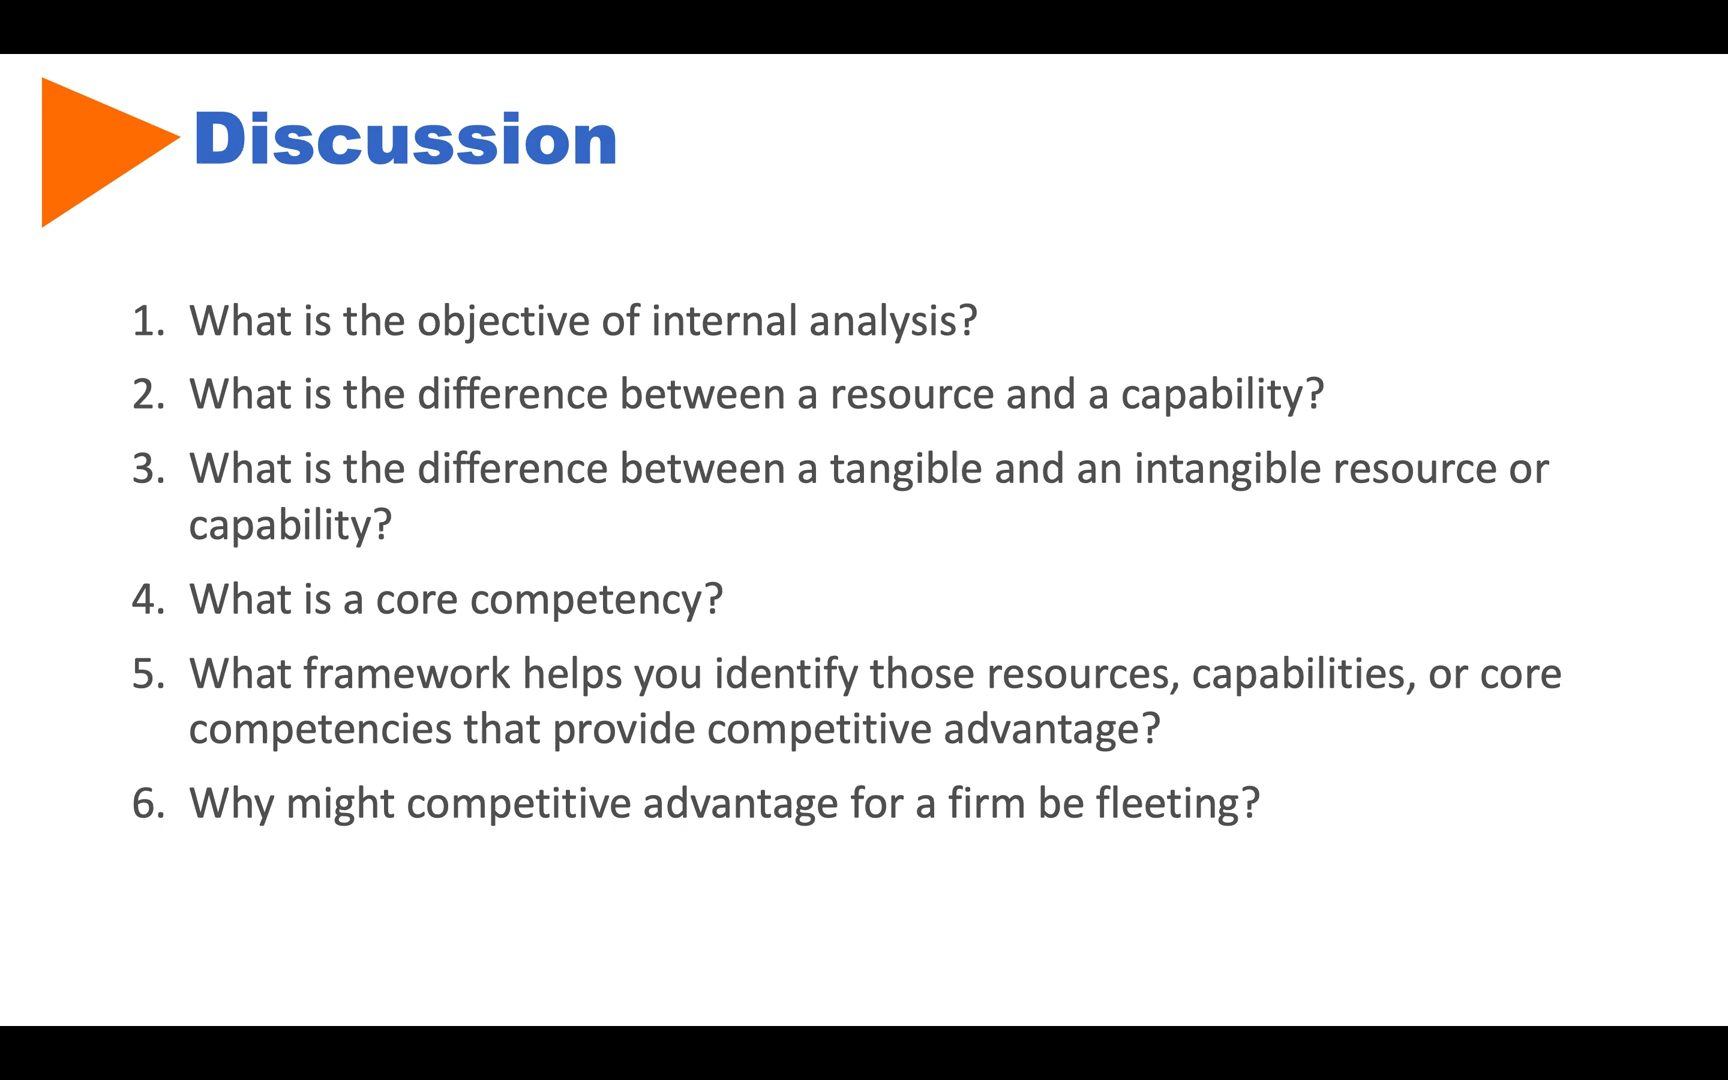 Discussion
1. What is the objective of internal analysis?
2. What is the difference between a resource and a capability?
3. What is the difference between a tangible and an intangible resource or
capability?
4. What is a core competency?
5. What framework helps you identify those resources, capabilities, or core
competencies that provide competitive advantage?
6. Why might competitive advantage for a firm be fleeting?